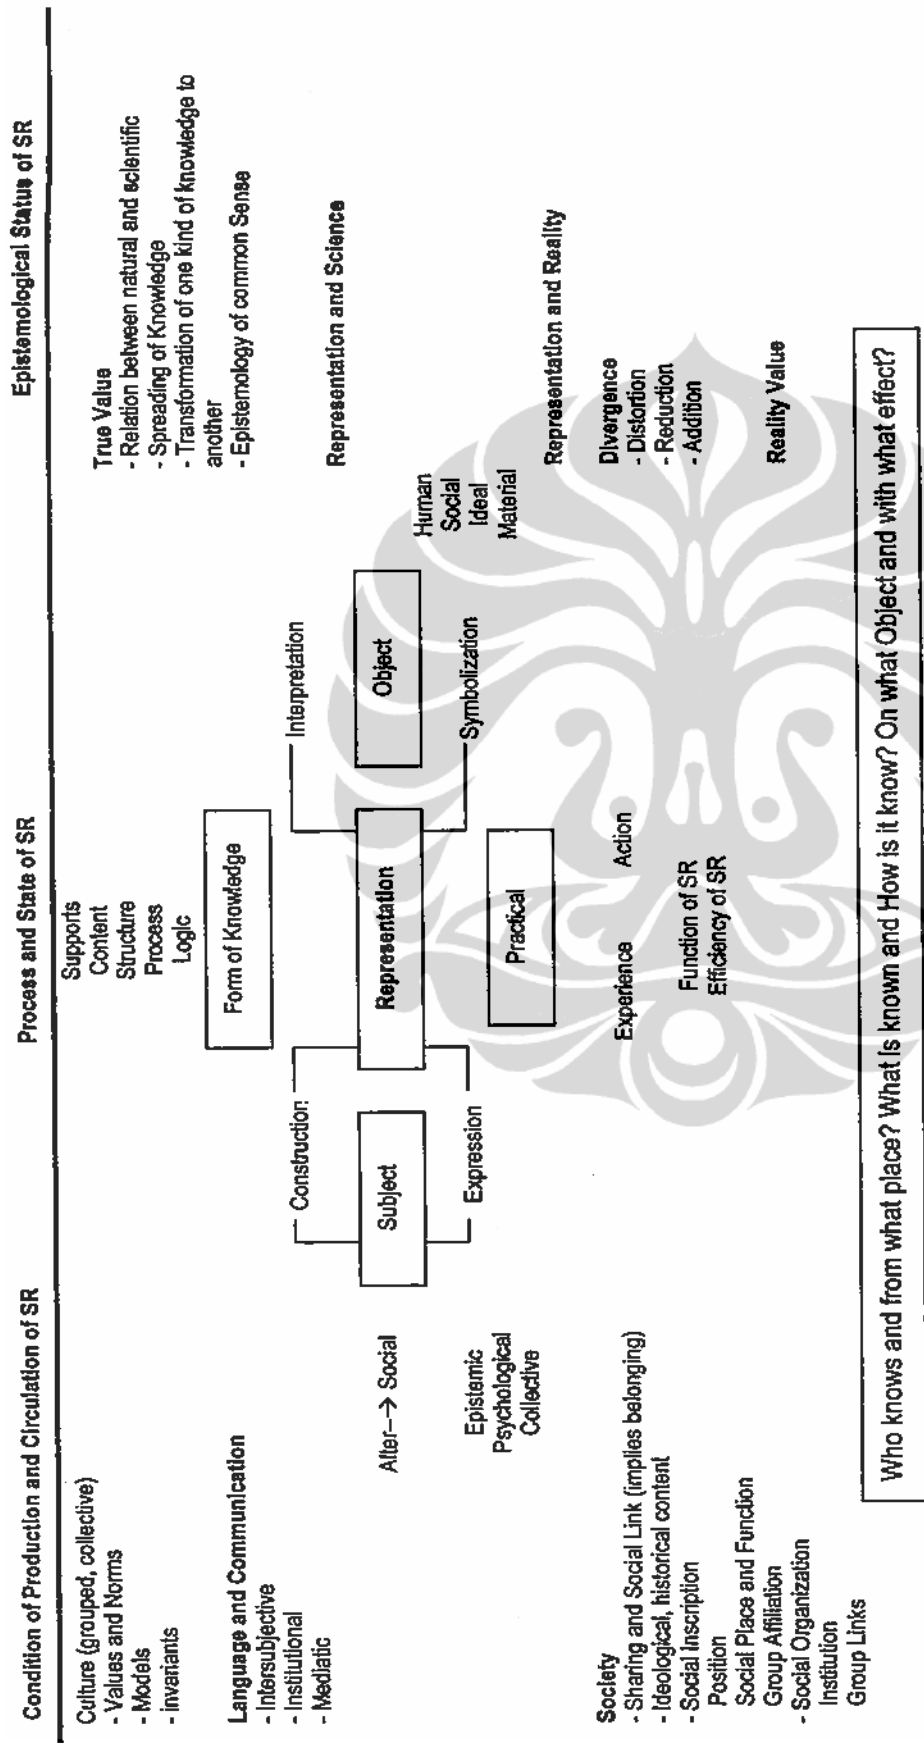 Condition of Production and Circulation of SR
Process and State of SR
Epistemological Status of SR
Culture (grouped, collective)
- Values and Norms
- Models
- invariants
Language and Communication
- Intersubjective
- Institutional
- Mediatic
Alter--→ Social
Epistemic
Psychological
Collective
Society
- Sharing and Social Link (implies belonging)
- Ideological, historical content
- Social Inscription
Position
Social Place and Function
Group Affiliation
- Social Organization
Institution
Group Links
Supports
Content
Structure
Process
Logic
Form of Knowledge
Construction
Interpretation
Subject
Representation
Object
Expression
Symbolization
Practical
Experience Action
Function of SR
Efficiency of SR
Human
Social
Ideal
Material
True Value
- Relation between natural and scientific
- Spreading of Knowledge
- Transformation of one kind of knowledge to
another
- Epistemology of common Sense
Representation and Science
Representation and Reality
Divergence
- Distortion
- Reduction
- Addition
Reality Value
Who knows and from what place? What is known and How is it know? On what Object and with what effect?